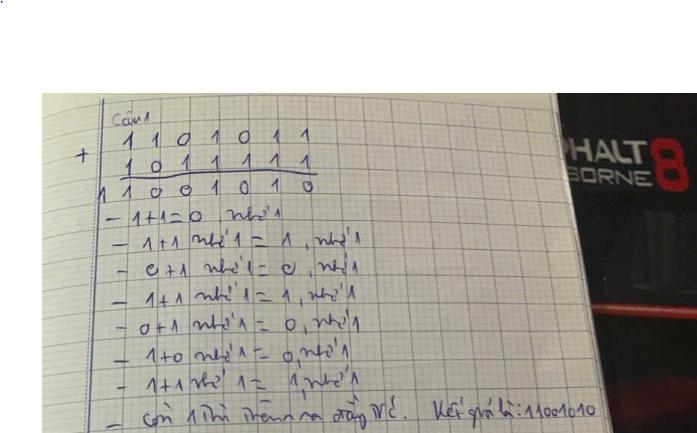 .
Câu 1
1 1 0 1 0 1 1
+
1 0 1 1 1 1 1
1 1 0 0 1 0 1 0
- 1+1=0, nhớ 1
- 1+1 nhớ 1 = 1, nhớ 1
- 0+1 nhớ 1 = 0, nhớ 1
- 1+1 nhớ 1 = 1, nhớ 1
- 0+1 nhớ 1 = 0, nhớ 1
- 1+0 nhớ 1 = 0, nhớ 1
- 1+1 nhớ 1 = 1, nhớ 1
- còn 1 thì thêm ra đằng Kết quả là: 11001010
PHALT 8
BORNE